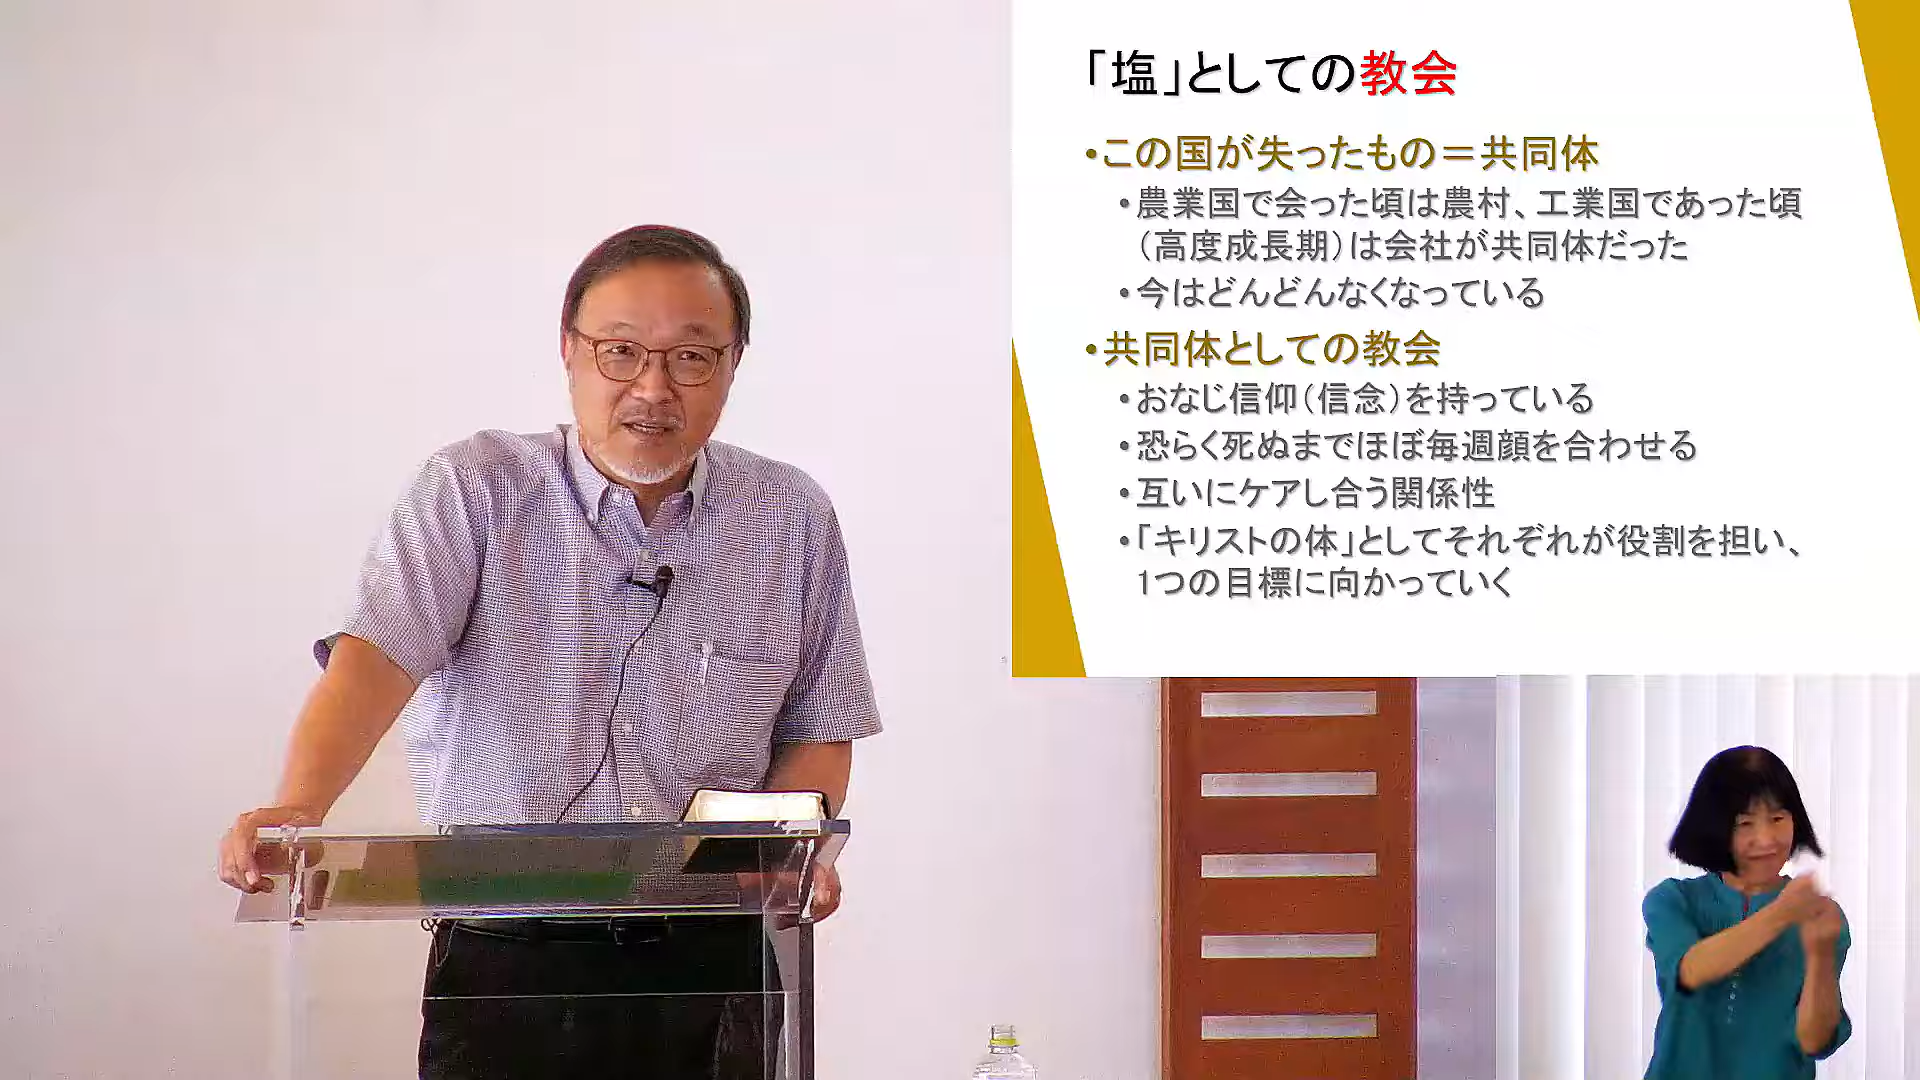 「塩」としての教会
•この国が失ったもの＝共同体
•農業国で会った頃は農村、工業国であった頃
（高度成長期）は会社が共同体だった
•今はどんどんなくなっている
•共同体としての教会
•おなじ信仰（信念）を持っている
•恐らく死ぬまでほぼ毎週顔を合わせる
•互いにケアし合う関係性
•「キリストの体」としてそれぞれが役割を担い、
1つの目標に向かっていく